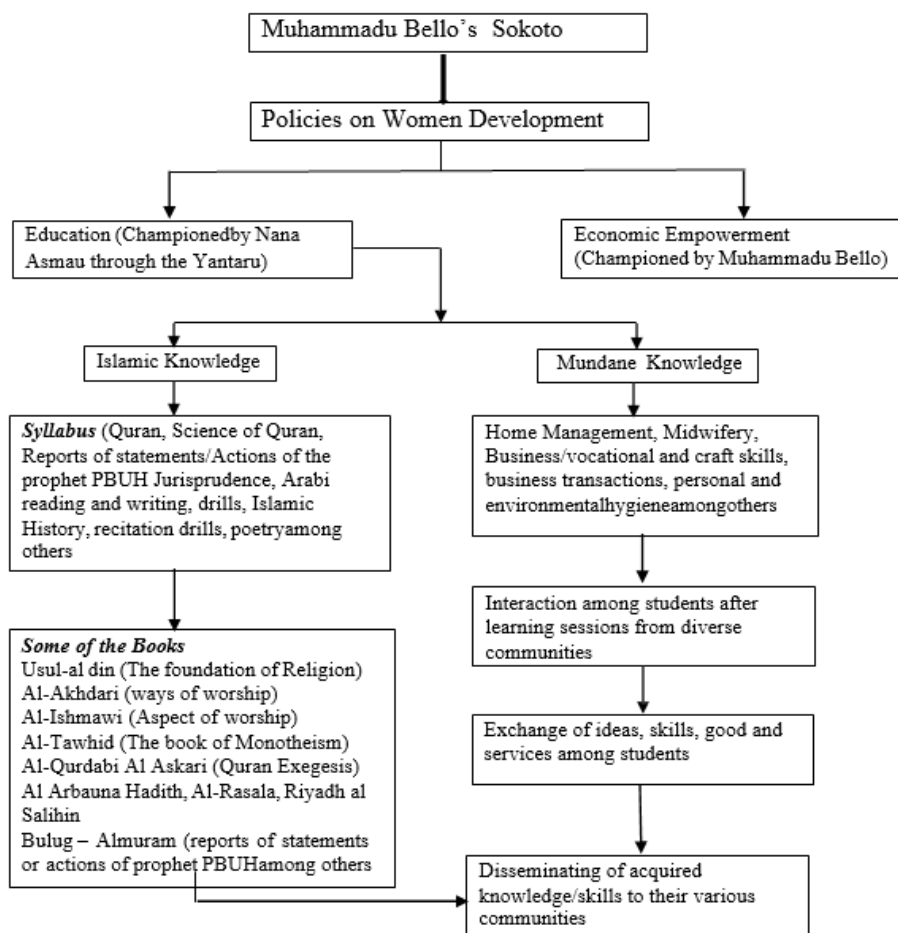 Muhammadu Bello's Sokoto
Policies on Women Development
Education (Championedby Nana
Asmau through the Yantaru)
Economic Empowerment
(Championed by Muhammadu Bello)
Islamic Knowledge
Mundane Knowledge
Syllabus (Quran, Science of Quran,
Reports of statements/Actions of the
prophet PBUH Jurisprudence, Arabi
reading and writing, drills, Islamic
History, recitation drills, poetryamong
others
Home Management, Midwifery,
Business/vocational and craft skills,
business transactions, personal and
environmentalhygieneamongothers
Interaction among students after
learning sessions from diverse
communities
Some of the Books
Usul-al din (The foundation of Religion)
Al-Akhdari (ways of worship)
Al-Ishmawi (Aspect of worship)
Al-Tawhid (The book of Monotheism)
Al-Qurdabi Al Askari (Quran Exegesis)
Al Arbauna Hadith, Al-Rasala, Riyadh al
Salihin
Bulug – Almuram (reports of statements
or actions of prophet PBUHamong others
Exchange of ideas, skills, good and
services among students
Disseminating of acquired
knowledge/skills to their various
communities